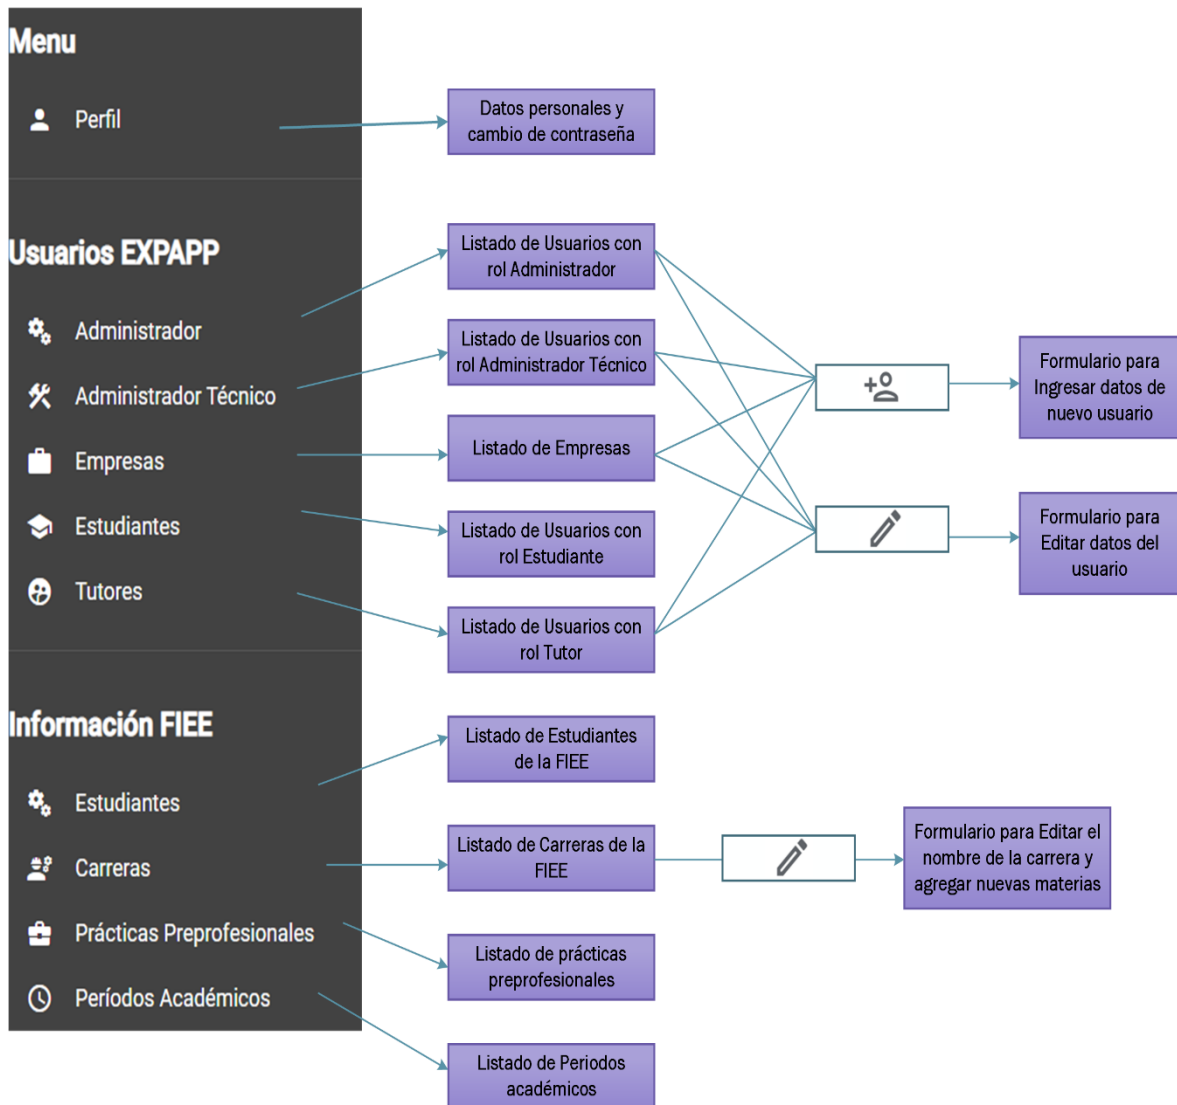 Menu
Perfil
Datos personales y
cambio de contraseña
Usuarios EXPAPP
Administrador
Administrador Técnico
Empresas
Estudiantes
Tutores
Listado de Usuarios con
rol Administrador
Listado de Usuarios con
rol Administrador Técnico
Listado de Empresas
Listado de Usuarios con
rol Estudiante
Listado de Usuarios con
rol Tutor
Formulario para
Ingresar datos de
nuevo usuario
Formulario para
Editar datos del
usuario
Información FIEE
Estudiantes
Carreras
Prácticas Preprofesionales
Períodos Académicos
Listado de Estudiantes
de la FIEE
Listado de Carreras de la
FIEE
Formulario para Editar el
nombre de la carrera y
agregar nuevas materias
Listado de prácticas
preprofesionales
Listado de Periodos
académicos